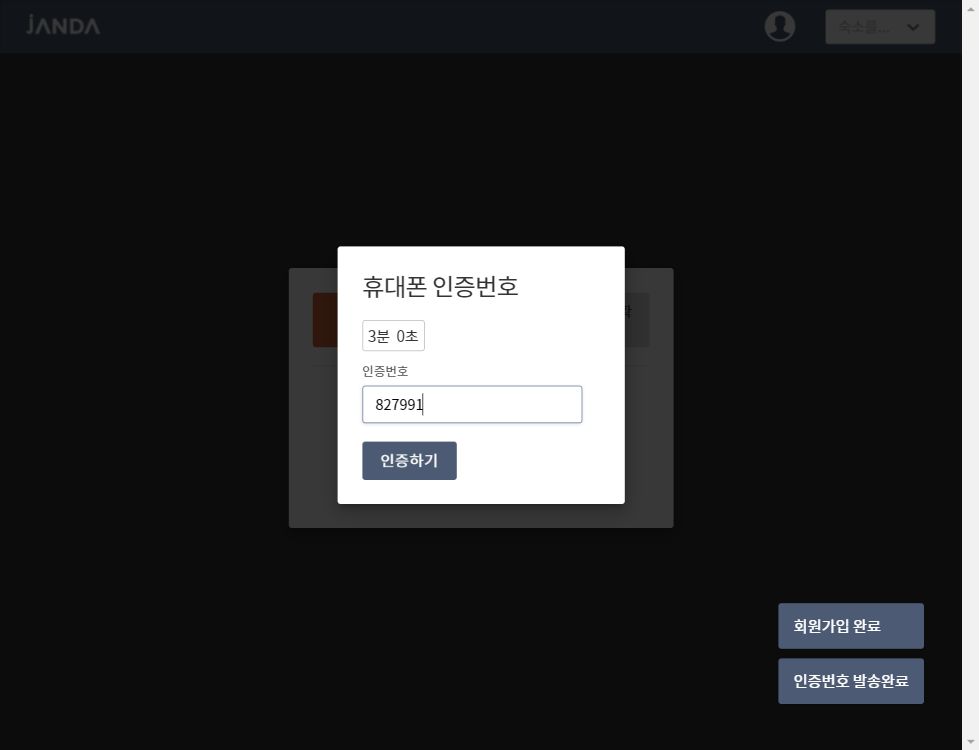 JANDA
숙소를...
휴대폰 인증번호
3분 0초
인증번호
827991
인증하기
회원가입 완료
인증번호 발송완료